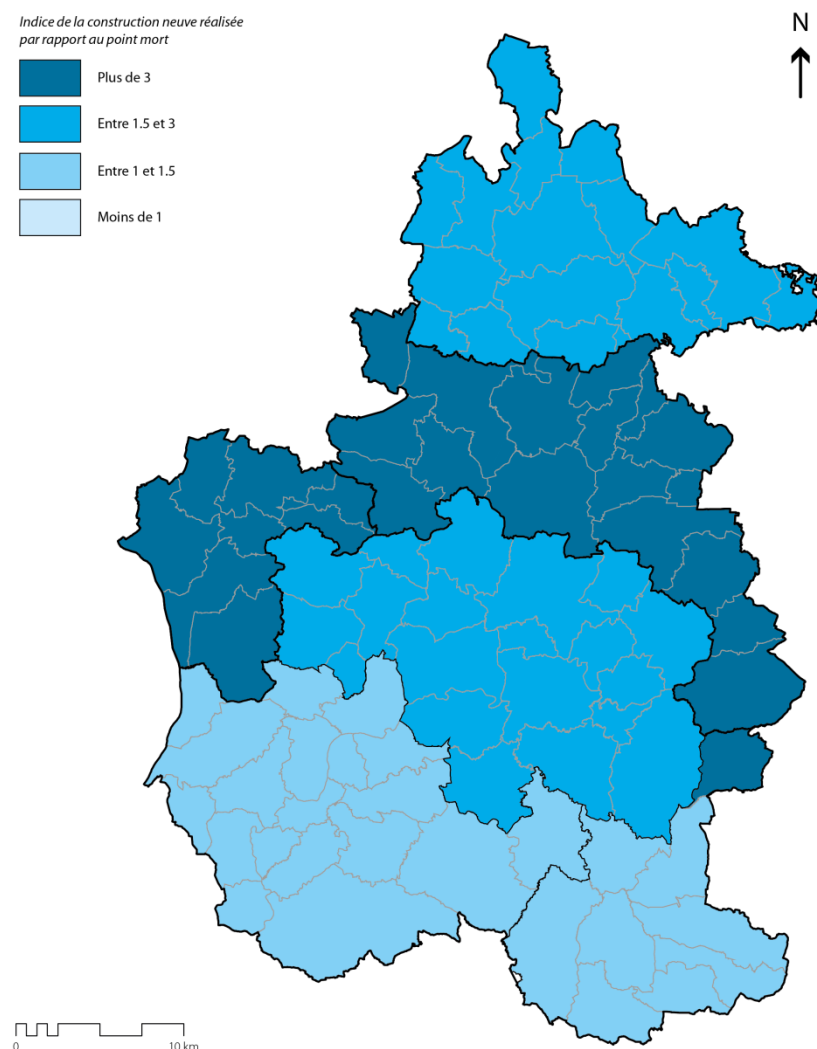 Indice de la construction neuve réalisée
par rapport au point mort
N
Plus de 3
Entre 1.5 et 3
Entre 1 et 1.5
Moins de 1
0 10 km